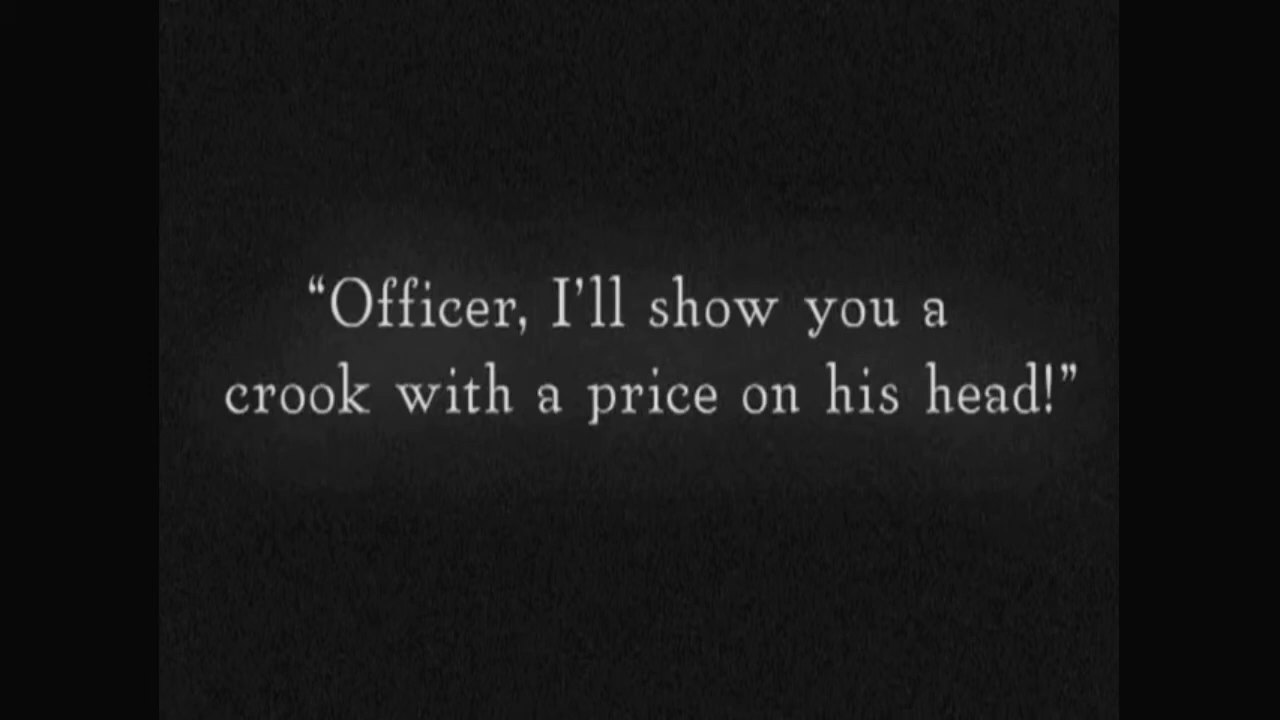 “Officer, I’ll show you a
crook with a price on his head!”